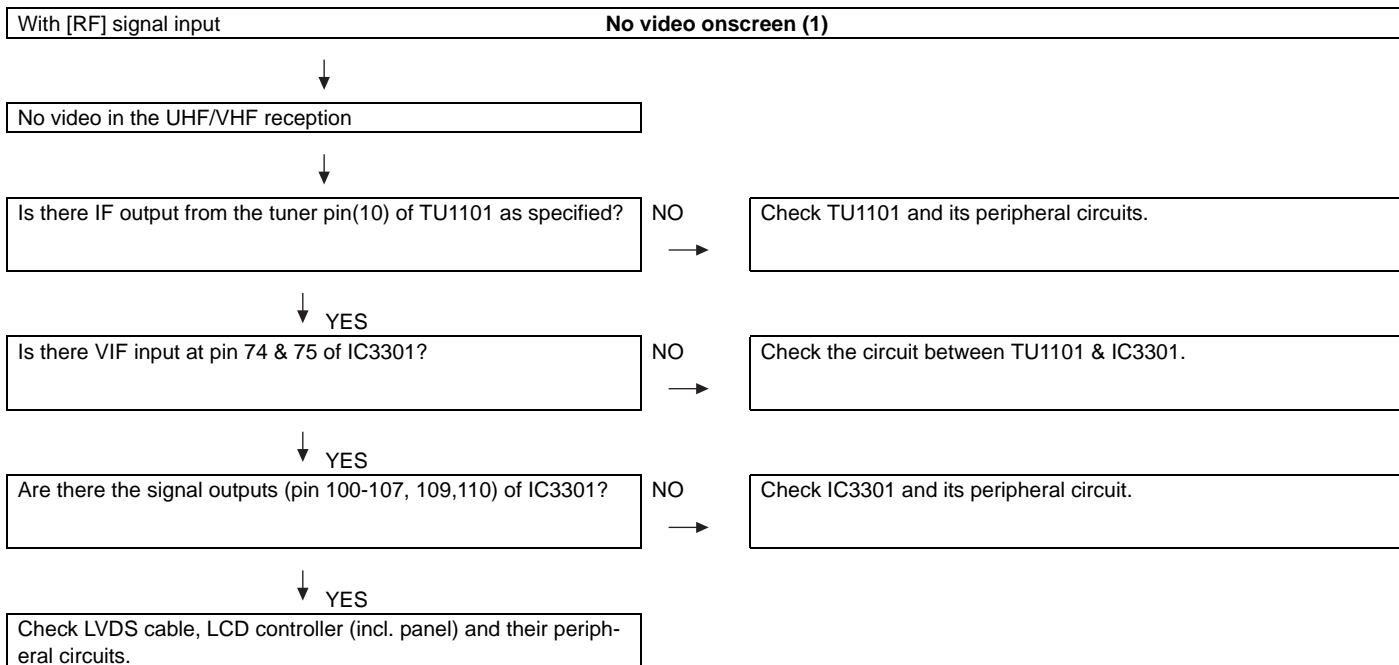 With [RF] signal input No video onscreen (1)
No video in the UHF/VHF reception
Is there IF output from the tuner pin(10) of TU1101 as specified? NO Check TU1101 and its peripheral circuits.
YES
Is there VIF input at pin 74 & 75 of IC3301? NO Check the circuit between TU1101 & IC3301.
YES
Are there the signal outputs (pin 100-107, 109,110) of IC3301? NO Check IC3301 and its peripheral circuit.
YES
Check LVDS cable, LCD controller (incl. panel) and their periph-
eral circuits.